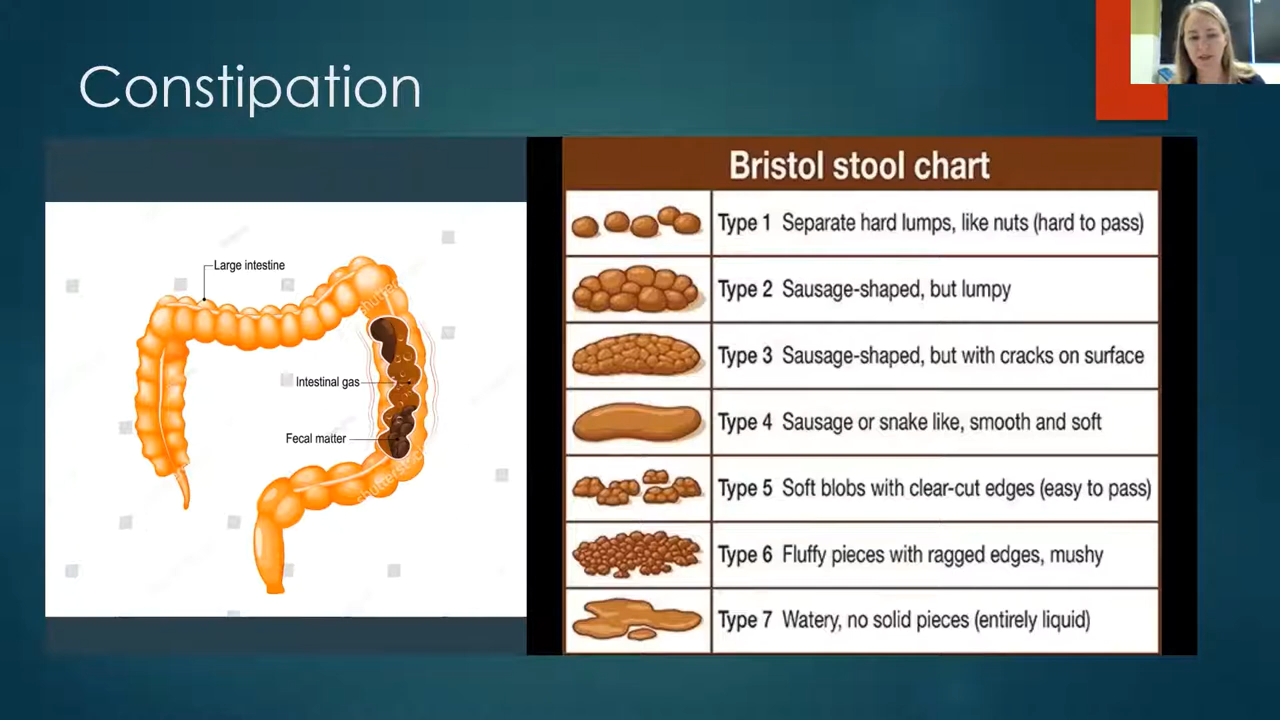 Constipation
Large intestine
Intestinal gas
Fecal matter
shutterstock
Bristol stool chart
Type 1 Separate hard lumps, like nuts (hard to pass)
Type 2 Sausage-shaped, but lumpy
Type 3 Sausage-shaped, but with cracks on surface
Type 4 Sausage or snake like, smooth and soft
Type 5 Soft blobs with clear-cut edges (easy to pass)
Type 6 Fluffy pieces with ragged edges, mushy
Type 7 Watery, no solid pieces (entirely liquid)